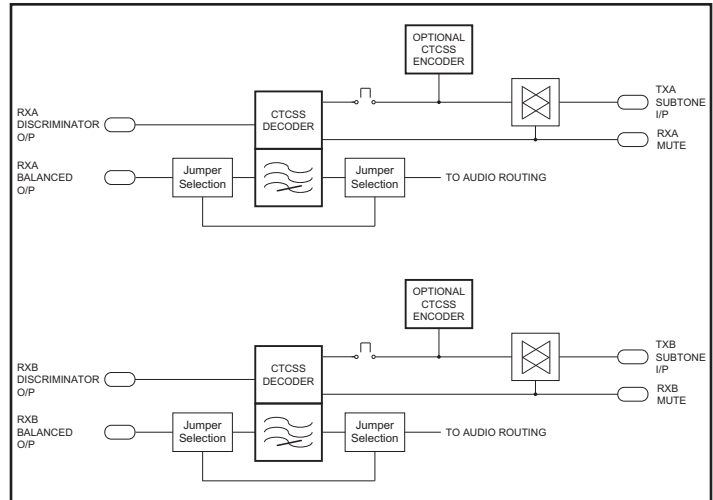 OPTIONAL
CTCSS
ENCODER
RXA
DISCRIMINATOR
O/P
CTCSS
DECODER
TXA
SUBTONE
I/P
RXA
MUTE
RXA
BALANCED
O/P
Jumper
Selection
Jumper
Selection
TO AUDIO ROUTING
OPTIONAL
CTCSS
ENCODER
RXB
DISCRIMINATOR
O/P
CTCSS
DECODER
TXB
SUBTONE
I/P
RXB
MUTE
RXB
BALANCED
O/P
Jumper
Selection
Jumper
Selection
TO AUDIO ROUTING